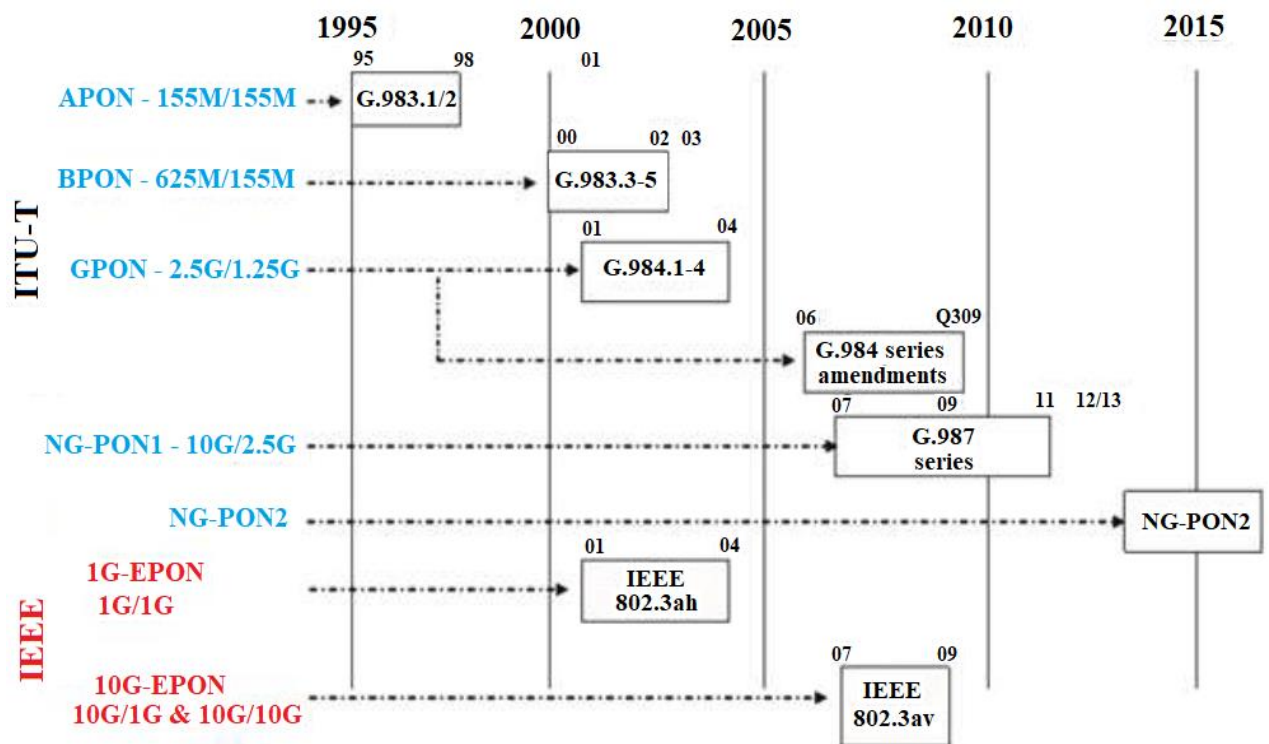 1995 2000 2005 2010 2015
95 98 01
APON - 155M/155M G.983.1/2
00 02 03
BPON - 625M/155M G.983.3-5
ITU-T
01 04
GPON - 2.5G/1.25G G.984.1-4
06 Q309
G.984 series
amendments
07 09 11 12/13
NG-PON1 - 10G/2.5G G.987
series
NG-PON2 NG-PON2
01 04
1G-EPON IEEE
1G/1G 802.3ah
IEEE
07 09
10G-EPON IEEE
10G/1G & 10G/10G 802.3av